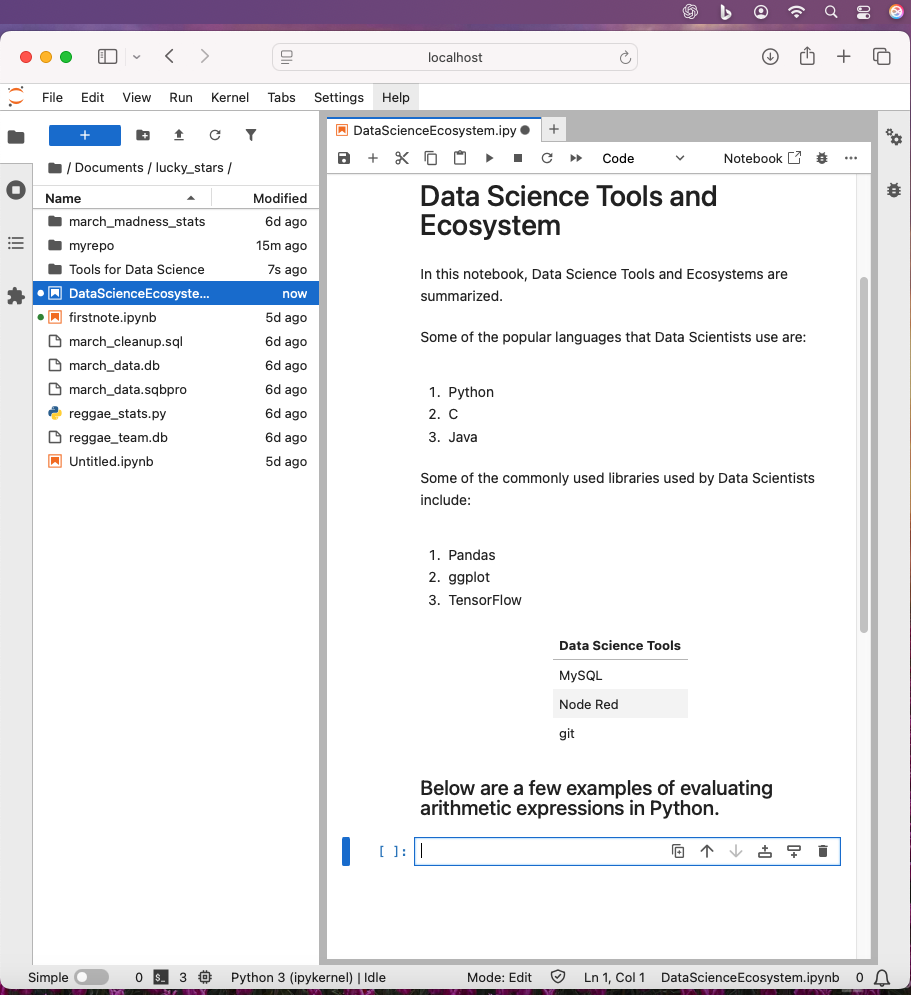 localhost
File Edit View Run Kernel Tabs Settings Help
DataScienceEcosystem.ipy
/ Documents / lucky_stars /
Code
Notebook
Name Modified
march_madness_stats 6d ago
myrepo 15m ago
Tools for Data Science 7s ago
DataScienceEcosyste... now
firstnote.ipynb 5d ago
march_cleanup.sql 6d ago
march_data.db 6d ago
march_data.sqbpro 6d ago
reggae_stats.py 6d ago
reggae_team.db 6d ago
Untitled.ipynb 5d ago
Data Science Tools and
Ecosystem
In this notebook, Data Science Tools and Ecosystems are
summarized.
Some of the popular languages that Data Scientists use are:
1. Python
2. C
3. Java
Some of the commonly used libraries used by Data Scientists
include:
1. Pandas
2. ggplot
3. TensorFlow
Data Science Tools
MySQL
Node Red
git
Below are a few examples of evaluating
arithmetic expressions in Python.
[ ]:
Simple 0 $_ 3 Python 3 (ipykernel) | Idle Mode: Edit Ln 1, Col 1 DataScienceEcosystem.ipynb 0